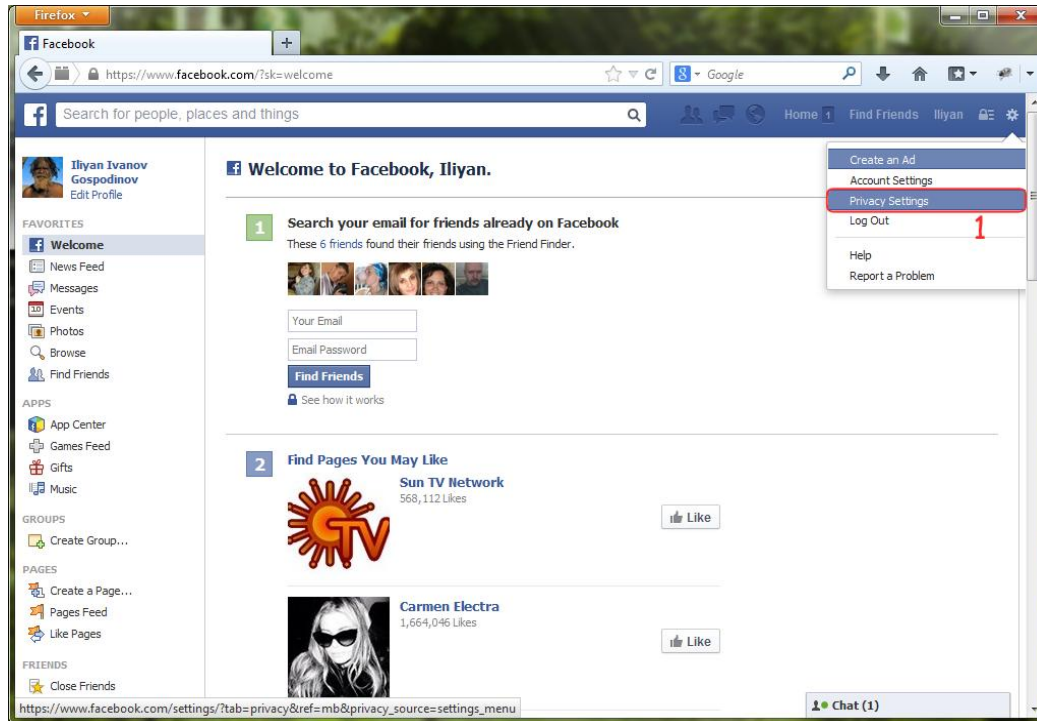 Firefox
Facebook
https://www.facebook.com/?sk=welcome
Google
Search for people, places and things
Home 1 Find Friends Iliyan
Create an Ad
Account Settings
Privacy Settings
Log Out
1
Help
Report a Problem
Iliyan Ivanov
Gospodinov
Edit Profile
FAVORITES
Welcome
News Feed
Messages
10 Events
Photos
Browse
Find Friends
APPS
App Center
Games Feed
Gifts
Music
GROUPS
Create Group...
PAGES
Create a Page...
Pages Feed
Like Pages
FRIENDS
Close Friends
Welcome to Facebook, Iliyan.
1 Search your email for friends already on Facebook
These 6 friends found their friends using the Friend Finder.
Your Email
Email Password
Find Friends
See how it works
2 Find Pages You May Like
TV
Sun TV Network
568,112 Likes
Like
Carmen Electra
1,664,046 Likes
Like
https://www.facebook.com/settings/?tab=privacy&ref=mb&privacy_source=settings_menu
Chat (1)